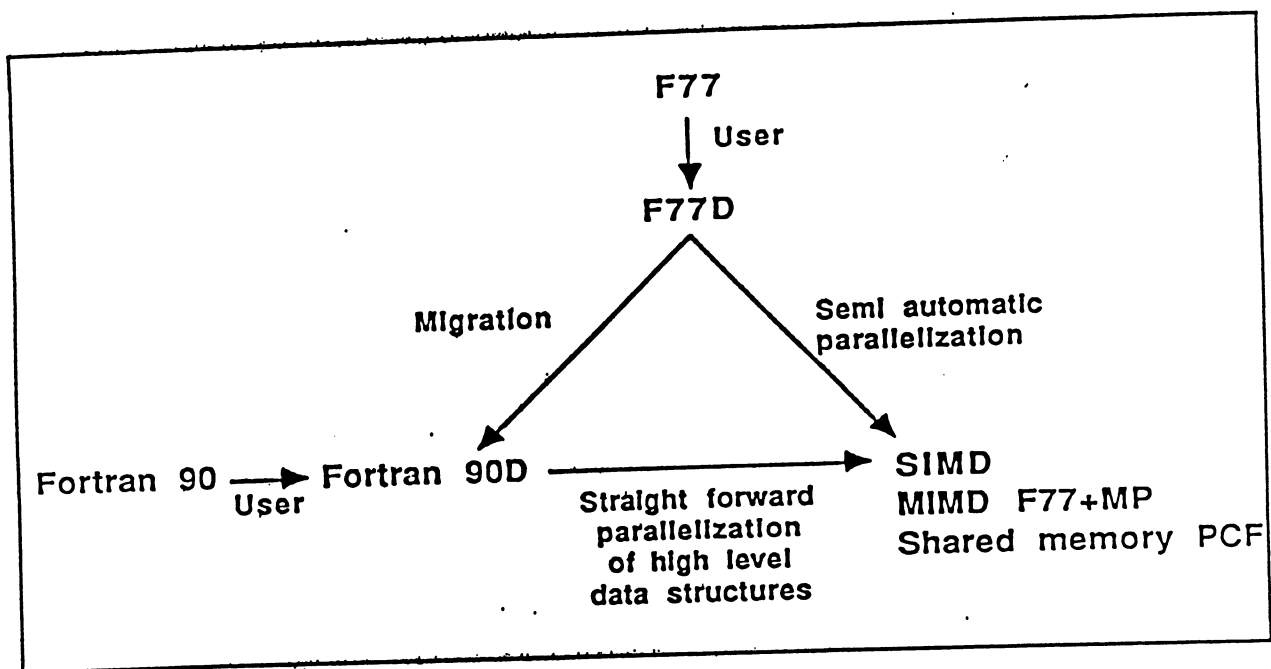 F77
User
F77D
Migration
Semi automatic
parallelization
Fortran 90
User
Fortran 90D
Straight forward
parallelization
of high level
data structures
SIMD
MIMD F77+MP
Shared memory PCF